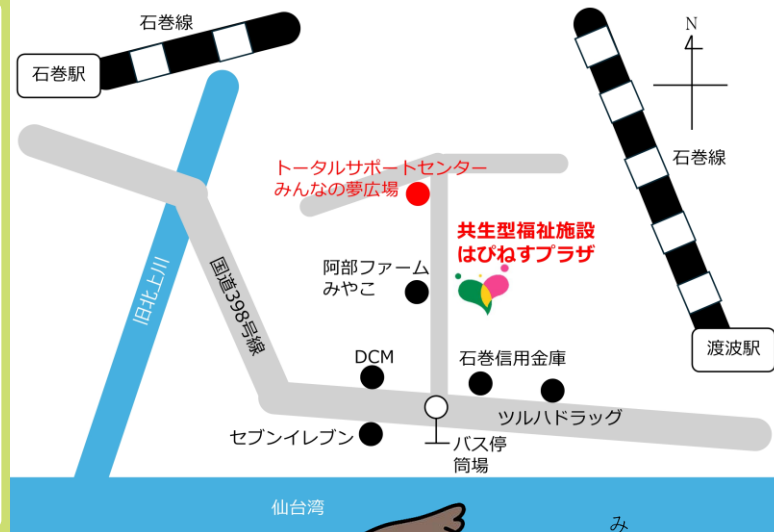 石巻線
石巻駅
N
石巻線
トータルサポートセンター
みんなの夢広場
共生型福祉施設
はぴねすプラザ
阿部ファーム
みやこ
旧北上川
国道398号線
渡波駅
DCM
石巻信用金庫
ツルハドラッグ
セブンイレブン
バス停
筒場
仙台湾
み